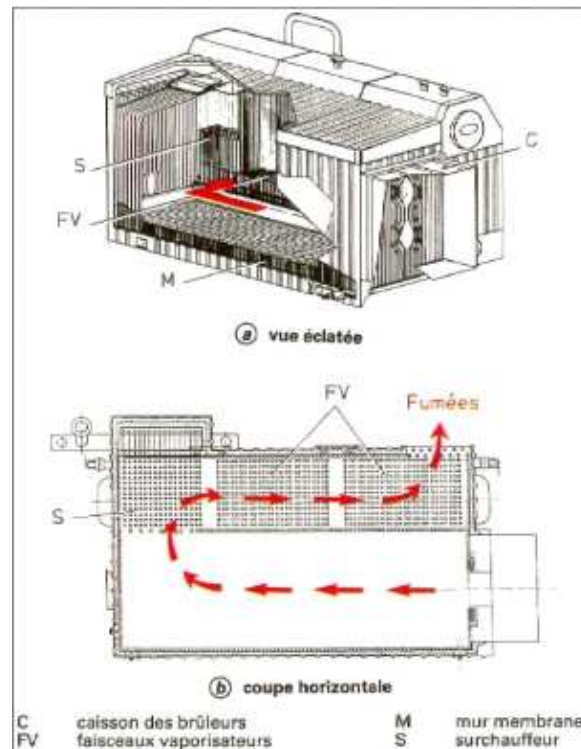 S
C
FV
M
a vue éclatée
FV
Fumées
S
b coupe horizontale
C caisson des brûleurs M mur membrane
FV faisceaux vaporisateurs S surchauffeur